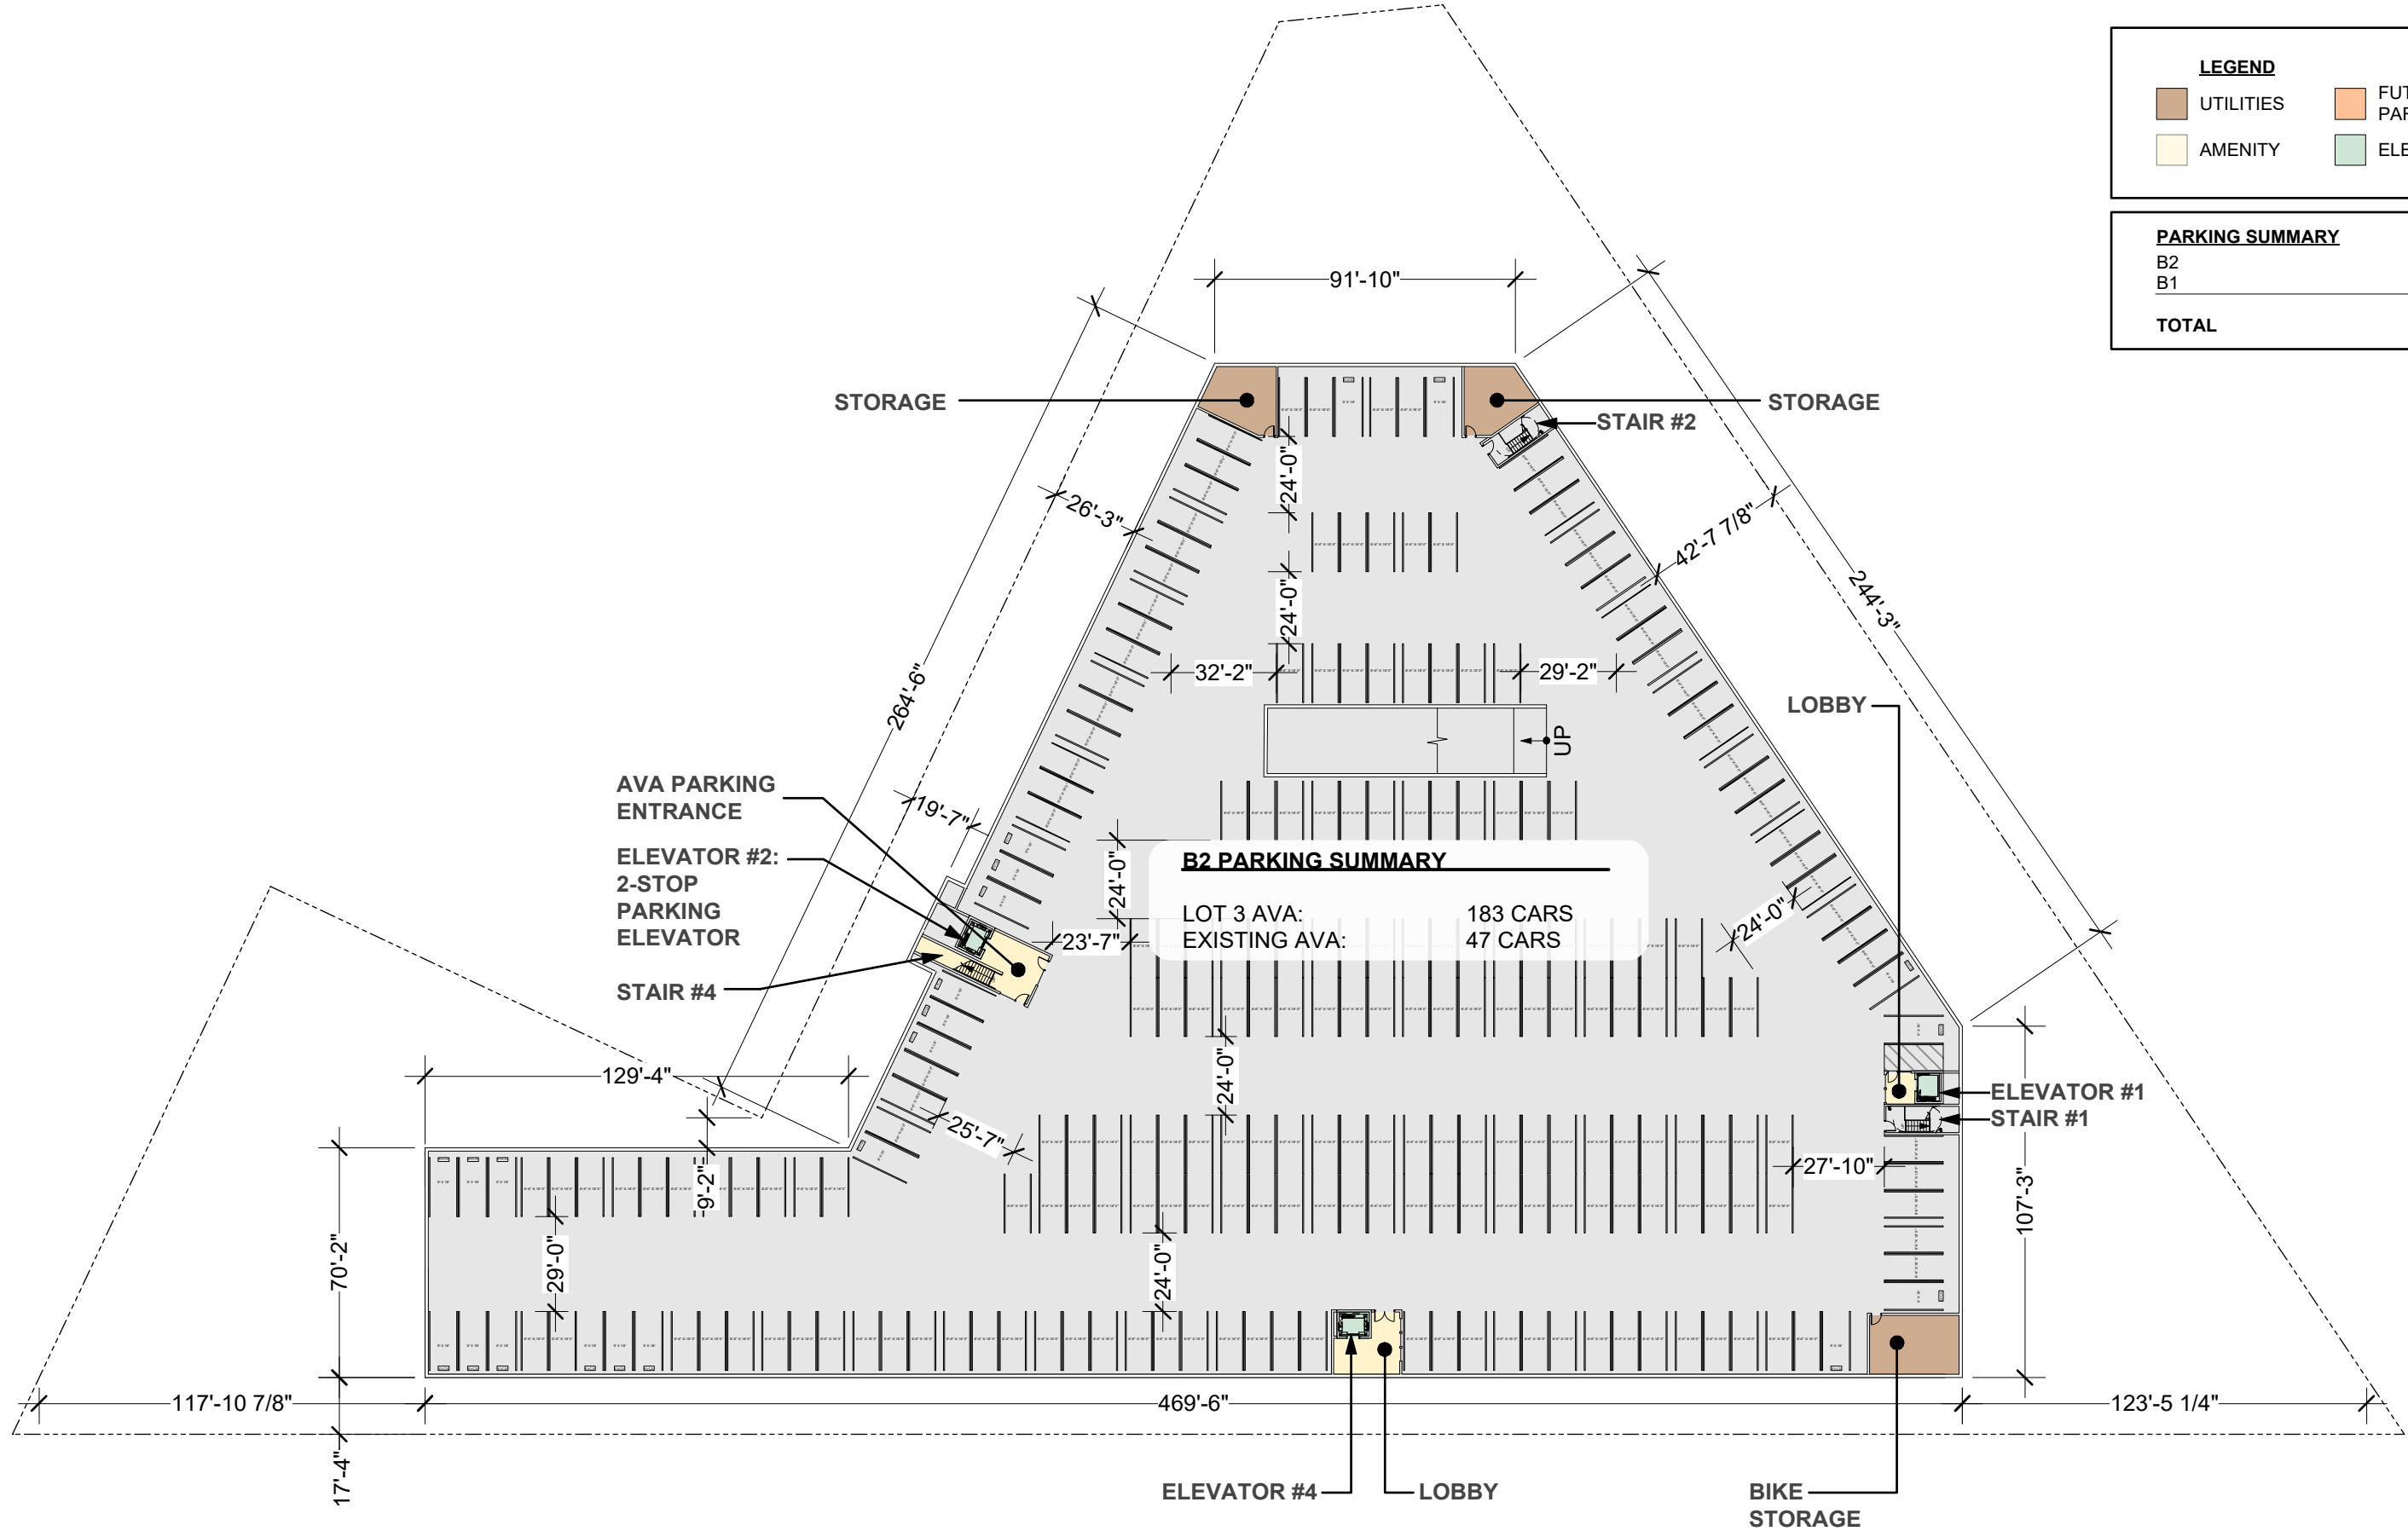 LEGEND
UTILITIES
FUT
PAR
AMENITY
ELE
PARKING SUMMARY
B2
B1
TOTAL
91'-10"
STORAGE
STORAGE
STAIR #2
24'-0"
26'-3"
42'-7 7/8"
24'-0"
244'-3"
264'-6"
32'-2"
29'-2"
LOBBY
UP
AVA PARKING
ENTRANCE
19'-7"
ELEVATOR #2:
2-STOP
PARKING
ELEVATOR
24'-0"
B2 PARKING SUMMARY
LOT 3 AVA: 183 CARS
EXISTING AVA: 47 CARS
23'-7"
24'-0"
STAIR #4
129'-4"
24'-0"
ELEVATOR #1
STAIR #1
25'-7"
27'-10"
9'-2"
107'-3"
70'-2"
29'-0"
24'-0"
117'-10 7/8"
469'-6"
123'-5 1/4"
17'-4"
ELEVATOR #4
LOBBY
BIKE
STORAGE